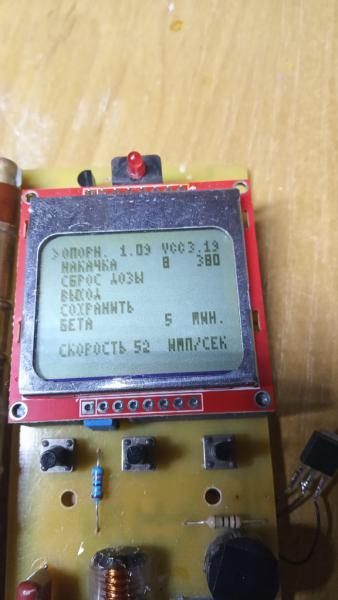 >ОПОРН. 1.09 VCC3.19
НАКАЧКА 8 380
СБРОС ДОЗЫ
ВЫХОД
СОХРАНИТЬ
БЕТА 5 МИН.
СКОРОСТЬ 52 ИМП/СЕК